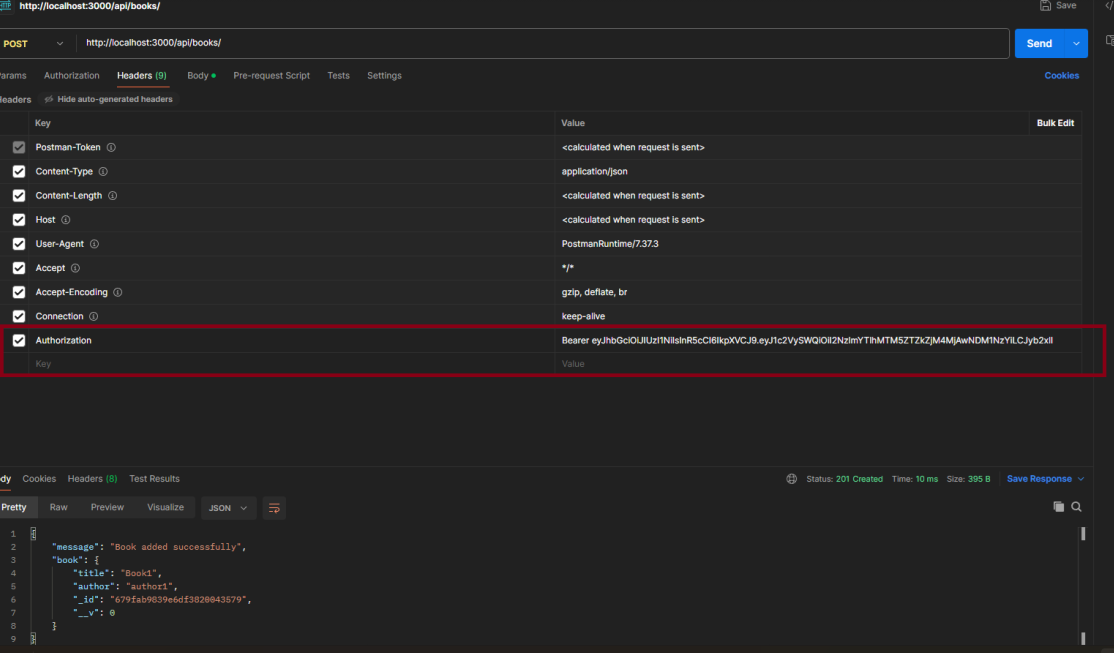 http://localhost:3000/api/books/
Save
POST
http://localhost:3000/api/books/
Send
Params Authorization Headers (9) Body Pre-request Script Tests Settings
Cookies
Headers Hide auto-generated headers
Key Value Bulk Edit
Postman-Token <calculated when request is sent>
Content-Type application/json
Content-Length <calculated when request is sent>
Host <calculated when request is sent>
User-Agent PostmanRuntime/7.37.3
Accept */*
Accept-Encoding gzip, deflate, br
Connection keep-alive
Authorization Bearer
Key Value
Body Cookies Headers (8) Test Results
Status: 201 Created Time: 10 ms Size: 395 B Save Response
Pretty Raw Preview Visualize JSON
1 {
2 "message": "Book added successfully",
3 "book": {
4 "title": "Book1",
5 "author": "author1",
6 "_id": "679fab9839e6df3820043579",
7 "__v": 0
8 }
9 }